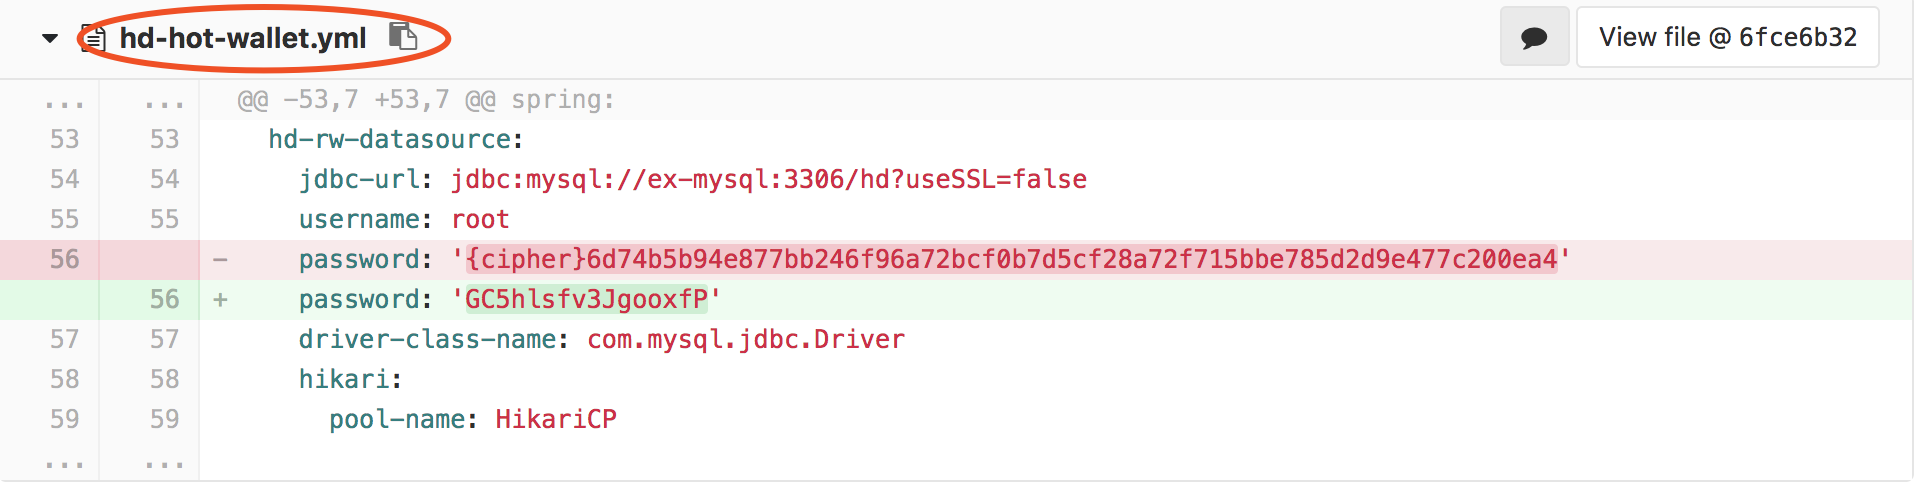 hd-hot-wallet.yml View file @ 6fce6b32
... ... @@ -53,7 +53,7 @@ spring:
53 53 hd-rw-datasource:
54 54 jdbc-url: jdbc:mysql://ex-mysql:3306/hd?useSSL=false
55 55 username: root
56 - password: '{cipher}6d74b5b94e877bb246f96a72bcf0b7d5cf28a72f715bbe785d2d9e477c200ea4'
56 + password: 'GC5hlsfv3JgooxfP'
57 57 driver-class-name: com.mysql.jdbc.Driver
58 58 hikari:
59 59 pool-name: HikariCP
... ...